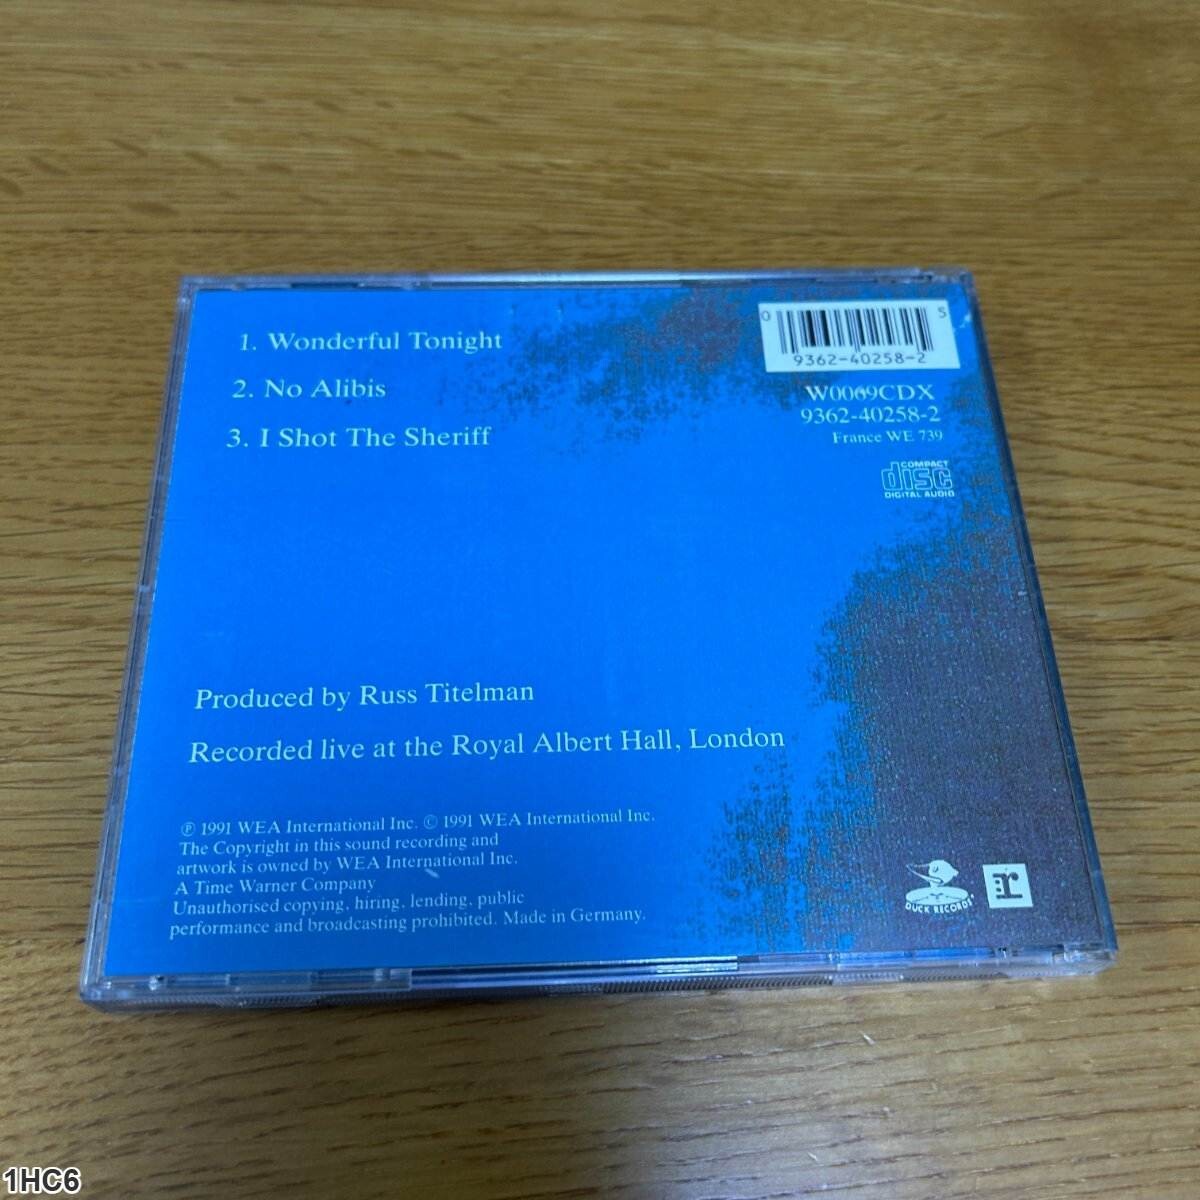 1. Wonderful Tonight
2. No Alibis
3. I Shot The Sheriff
0
5
9362-40258-2
W0069CDX
9362-40258-2
France WE 739
COMPACT
disc
DIGITAL AUDIO
Produced by Russ Titelman
Recorded live at the Royal Albert Hall, London
℗ 1991 WEA International Inc. © 1991 WEA International Inc.
The Copyright in this sound recording and
artwork is owned by WEA International Inc.
A Time Warner Company
Unauthorised copying, hiring, lending, public
performance and broadcasting prohibited. Made in Germany.
DUCK RECORDS
r
1HC6